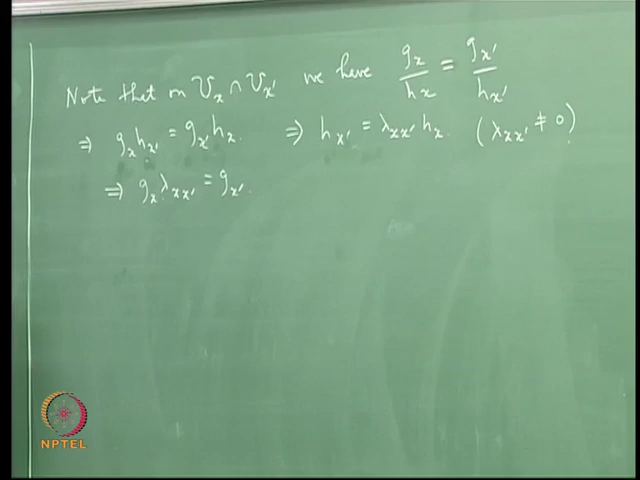 Note that on U_x ∩ U_x' we have g_x/h_x = g_x'/h_x'
⇒ g_x h_x' = g_x' h_x. ⇒ h_x' = λ_xx' h_x. (λ_xx' ≠ 0)
⇒ g_x λ_xx' = g_x'.
NPTEL